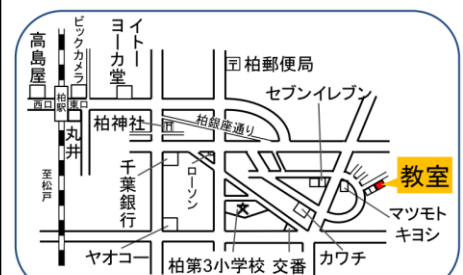 高島屋
ビックカメラ
イトーヨーカ堂
〒柏郵便局
セブンイレブン
西口
柏駅
東口
丸井
柏神社
柏銀座通り
至松戸
千葉銀行
ローソン
教室
マツモトキヨシ
ヤオコー
文
柏第3小学校
交番
カワチ